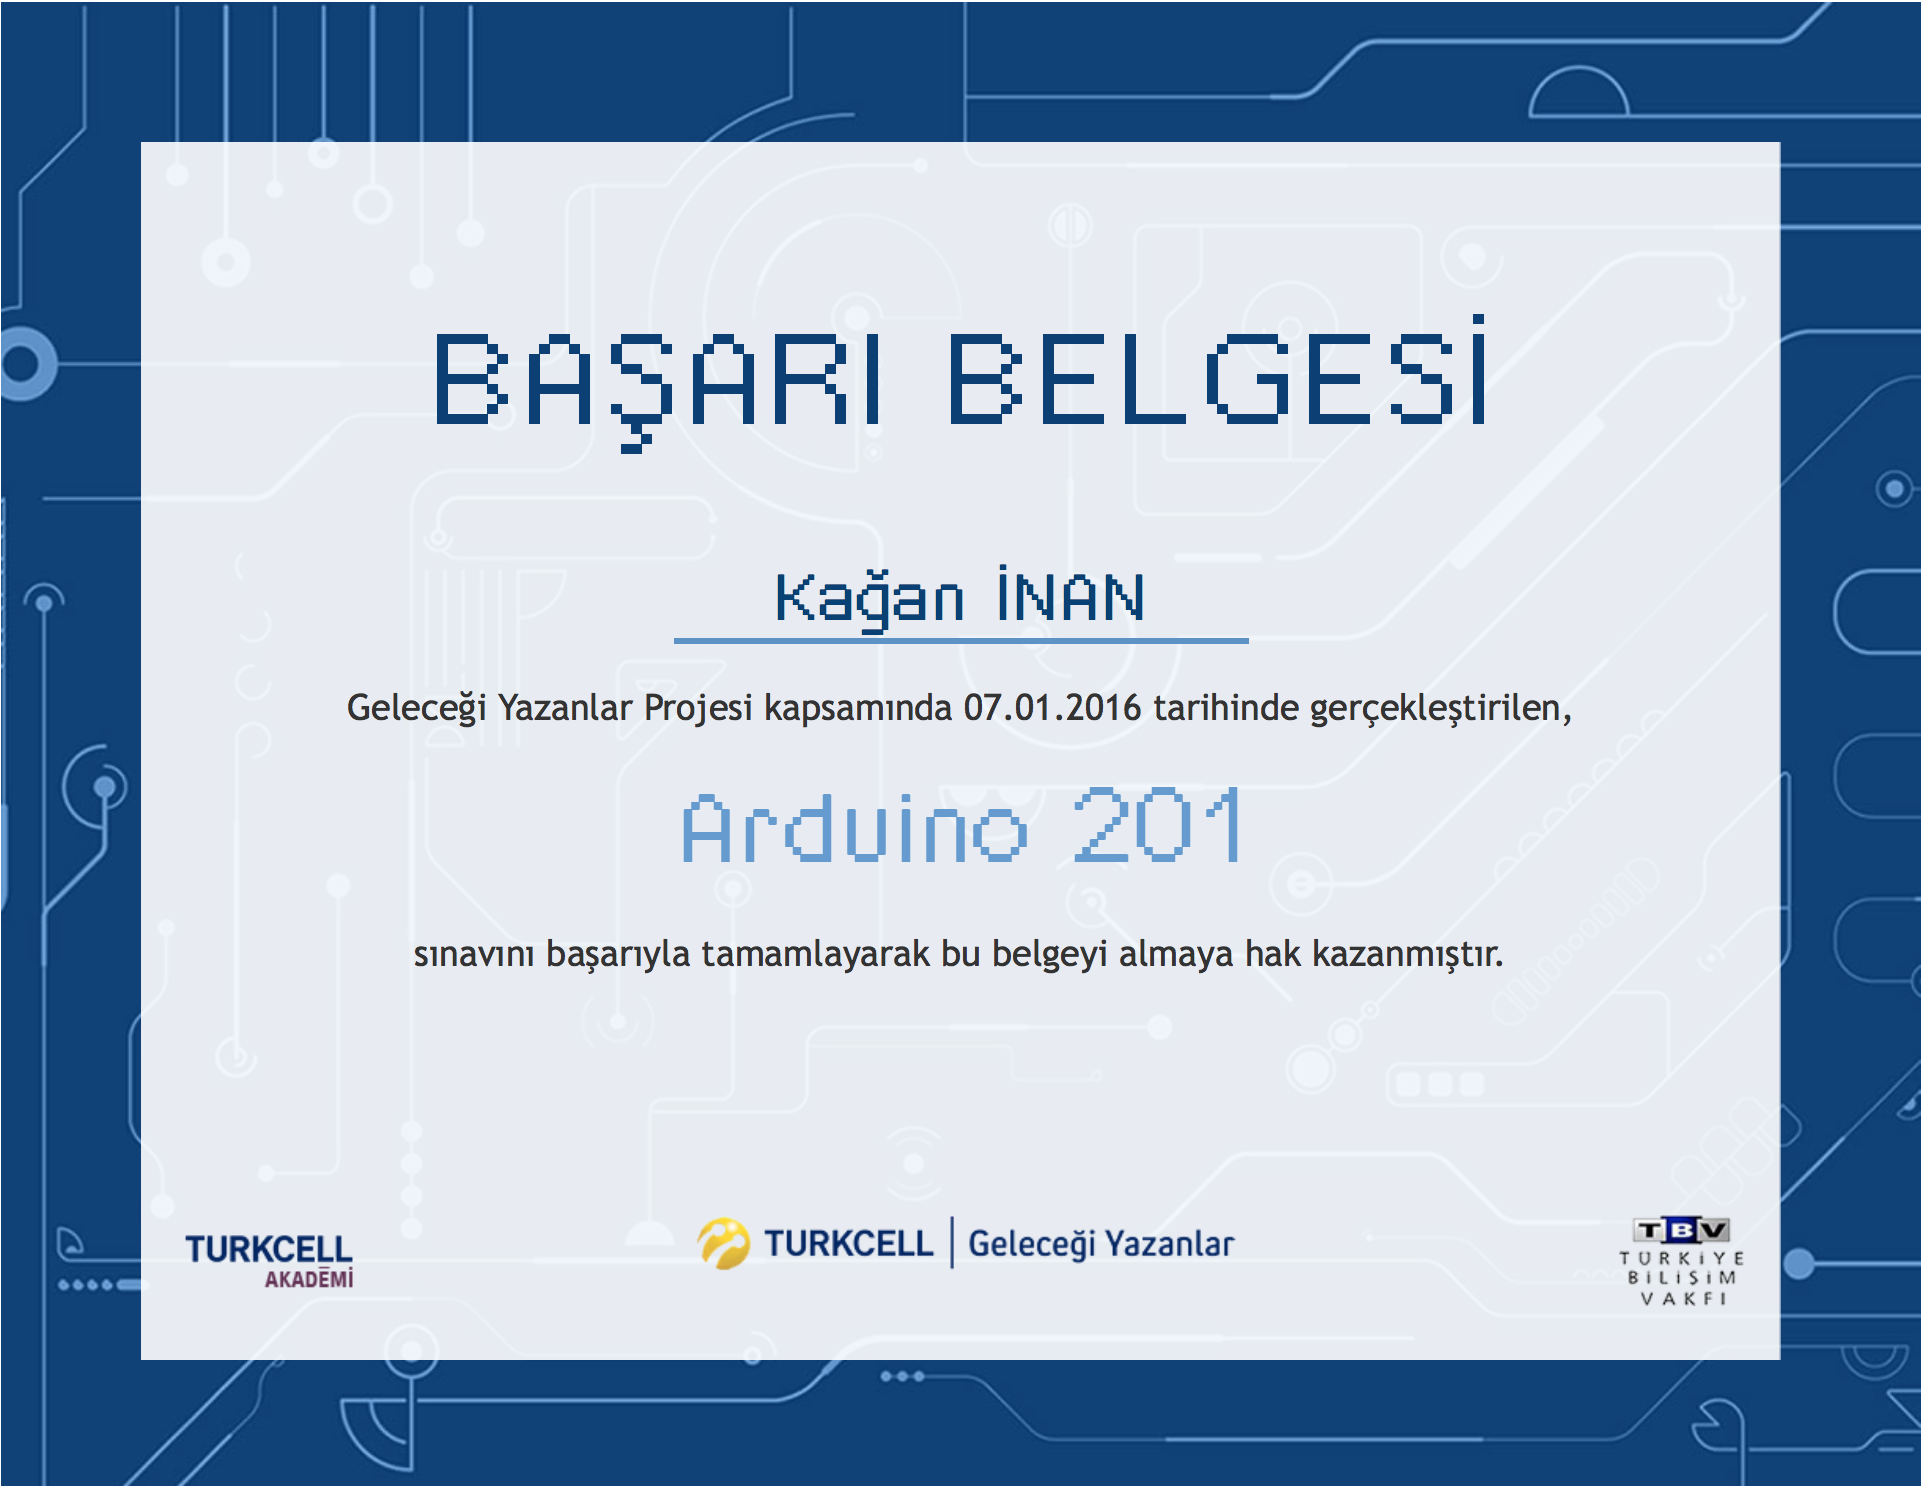 BAŞARI BELGESİ
Kağan İNAN
Geleceği Yazanlar Projesi kapsamında 07.01.2016 tarihinde gerçekleştirilen,
Arduino 201
sınavını başarıyla tamamlayarak bu belgeyi almaya hak kazanmıştır.
TURKCELL
AKADEMİ
TURKCELL | Geleceği Yazanlar
TBV
TÜRKİYE
BİLİŞİM
VAKFI